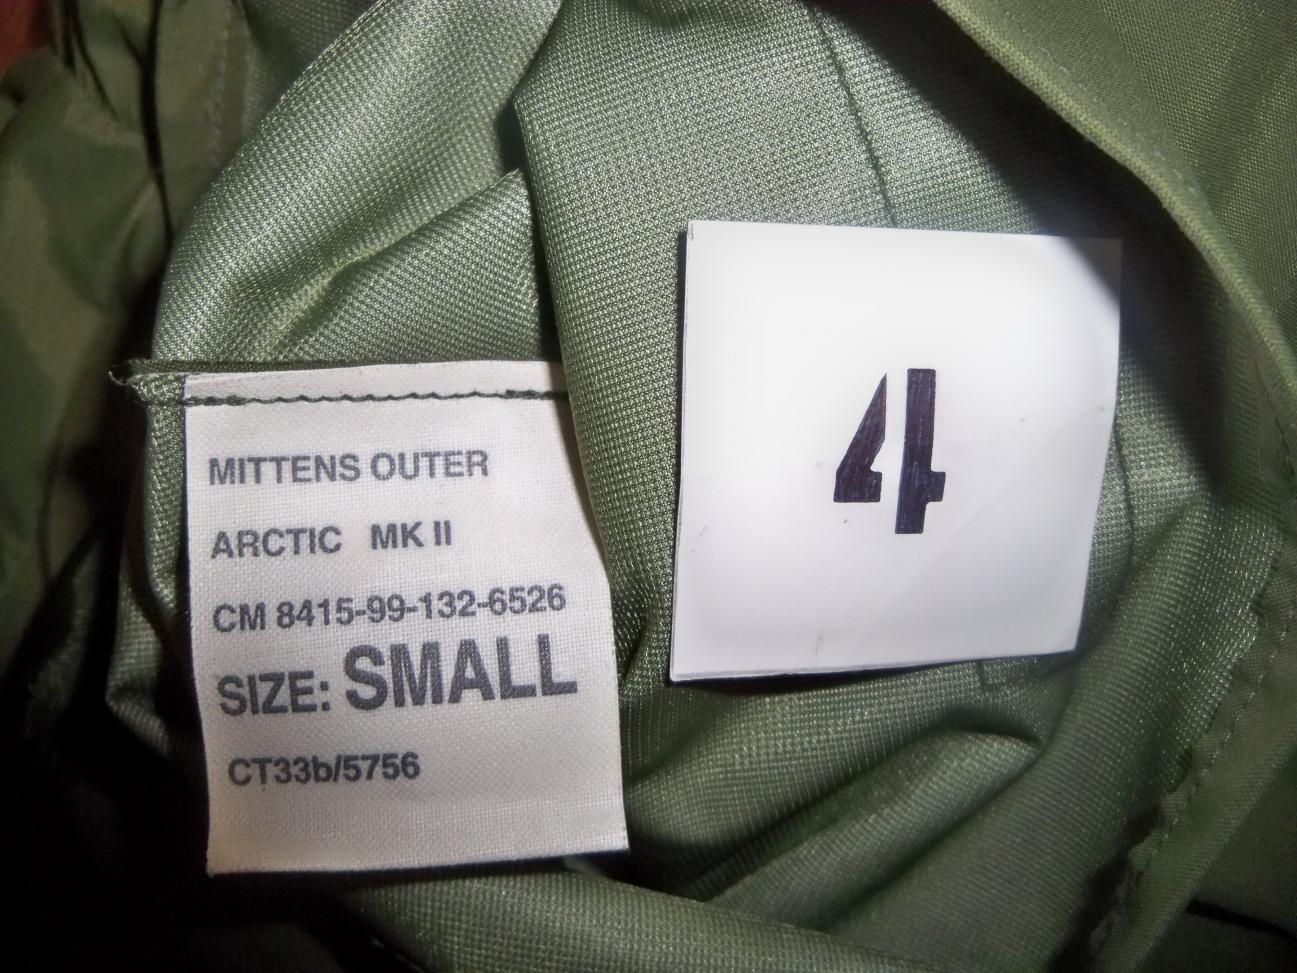 MITTENS OUTER
ARCTIC MK II
CM 8415-99-132-6526
SIZE: SMALL
CT33b/5756
4